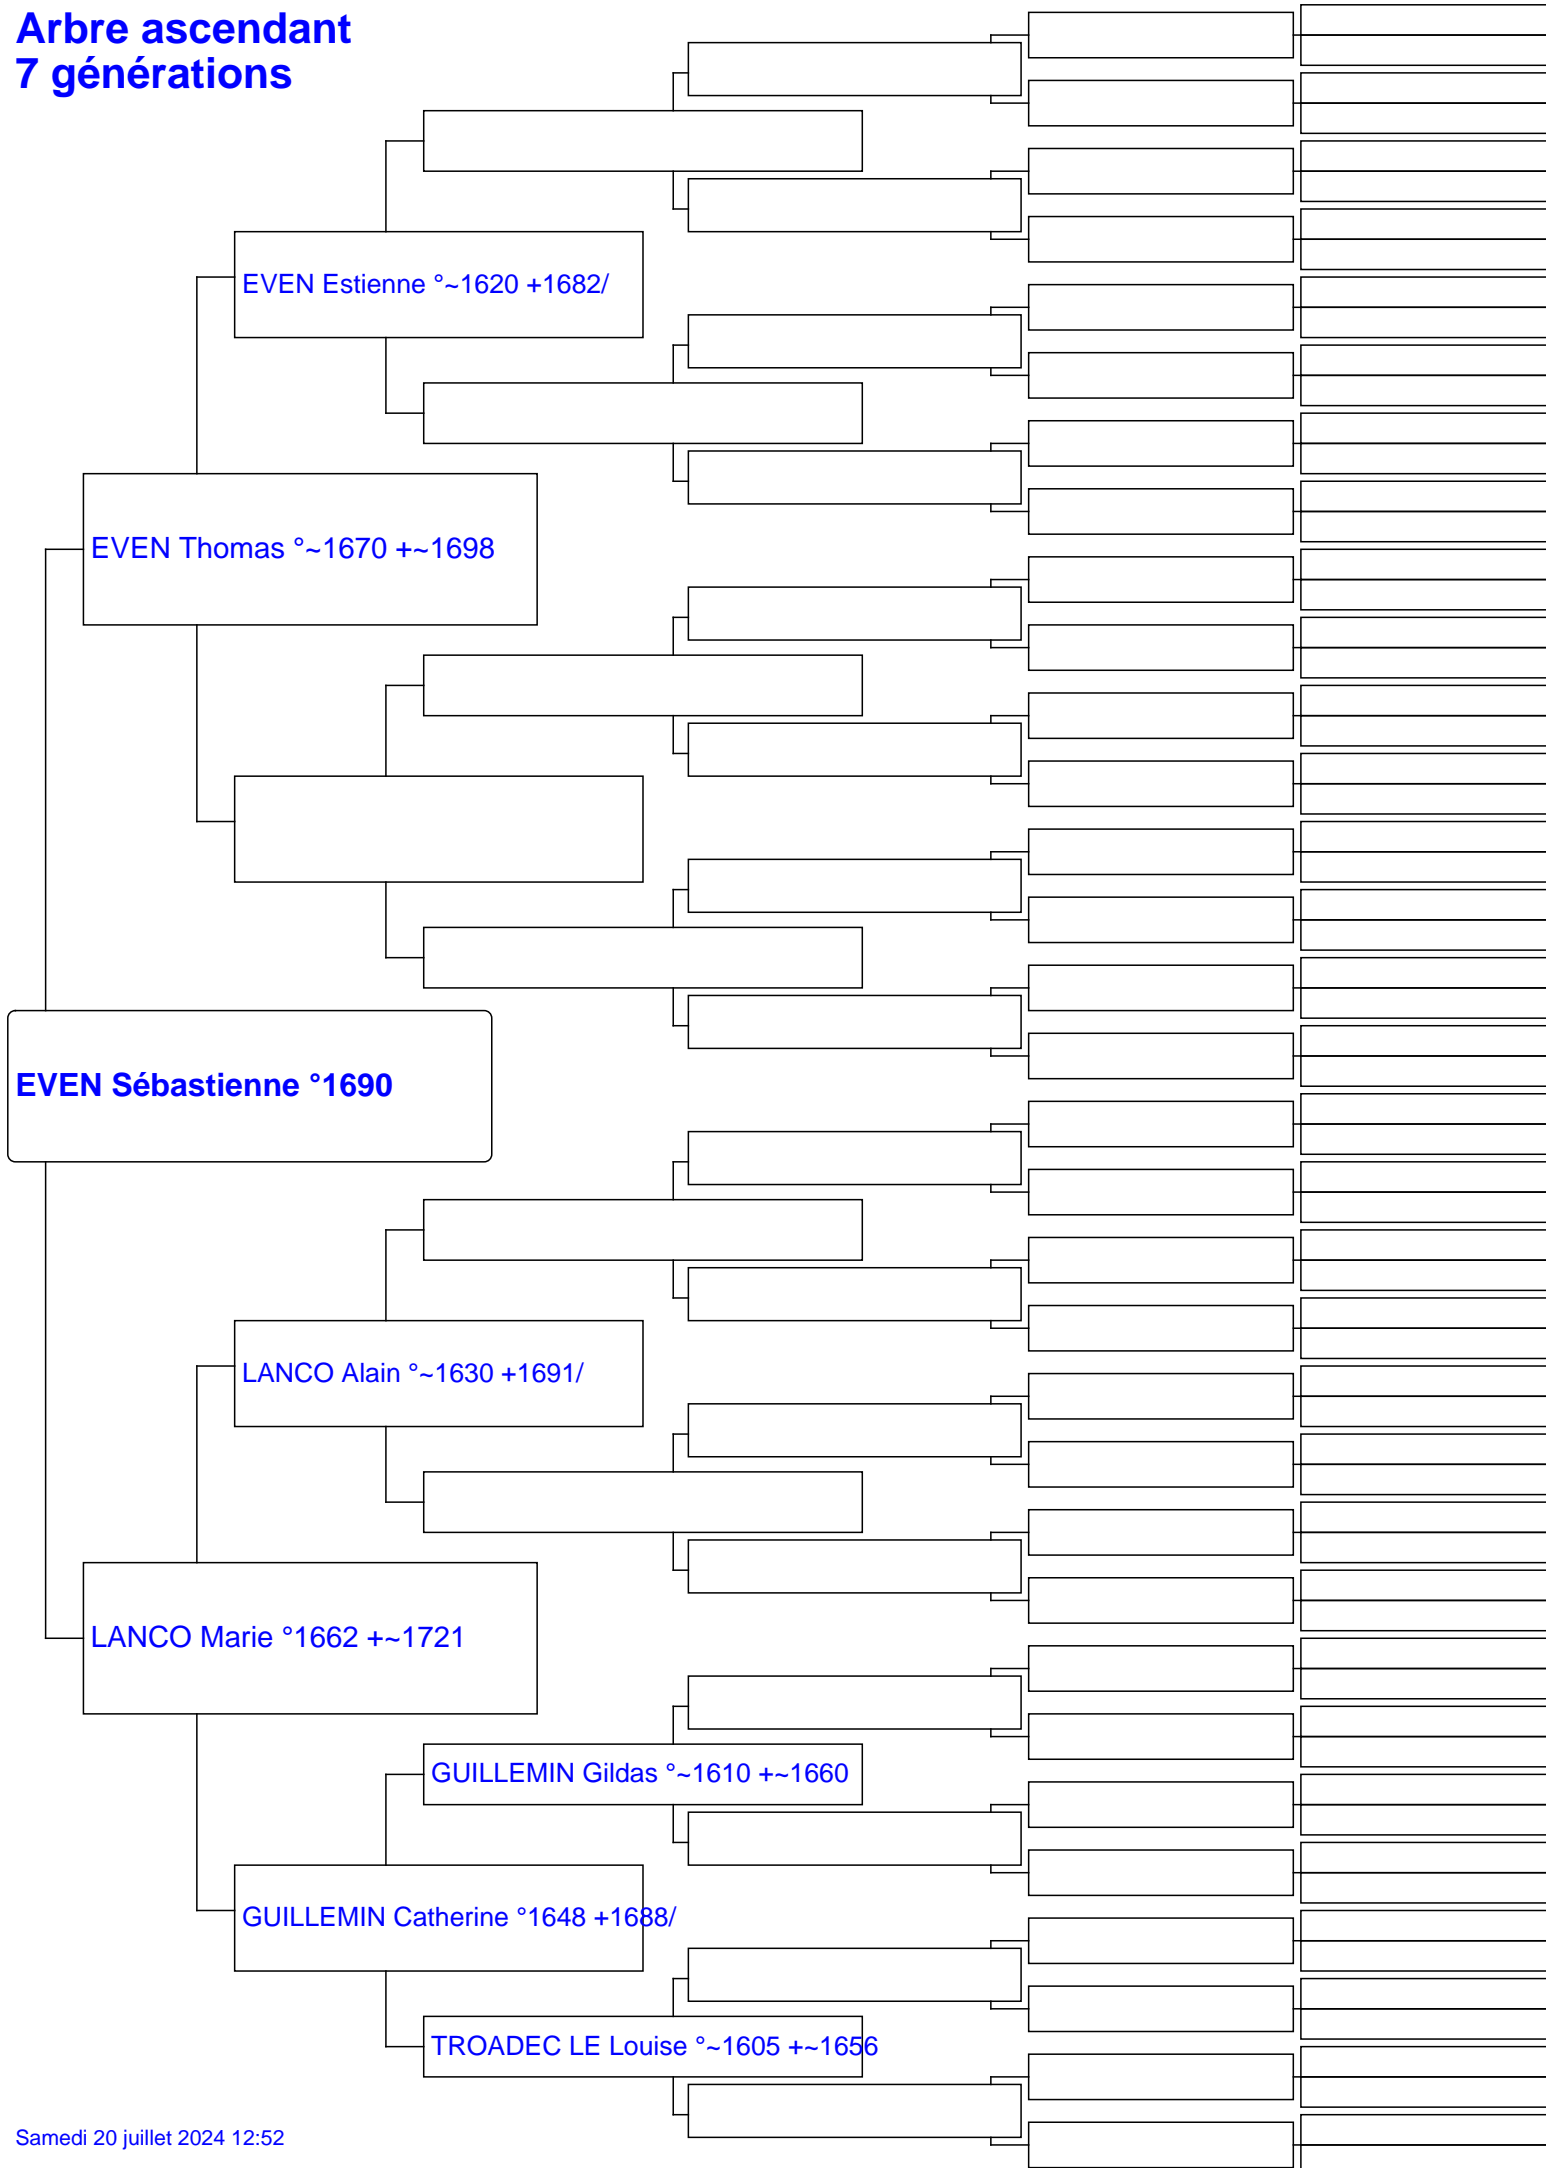 Arbre ascendant
7 générations
EVEN Estienne °~1620 +1682/
EVEN Thomas °~1670 +~1698
EVEN Sébastienne °1690
LANCO Alain °~1630 +1691/
LANCO Marie °1662 +~1721
GUILLEMIN Gildas °~1610 +~1660
GUILLEMIN Catherine °1648 +1688/
TROADEC LE Louise °~1605 +~1656
Samedi 20 juillet 2024 12:52